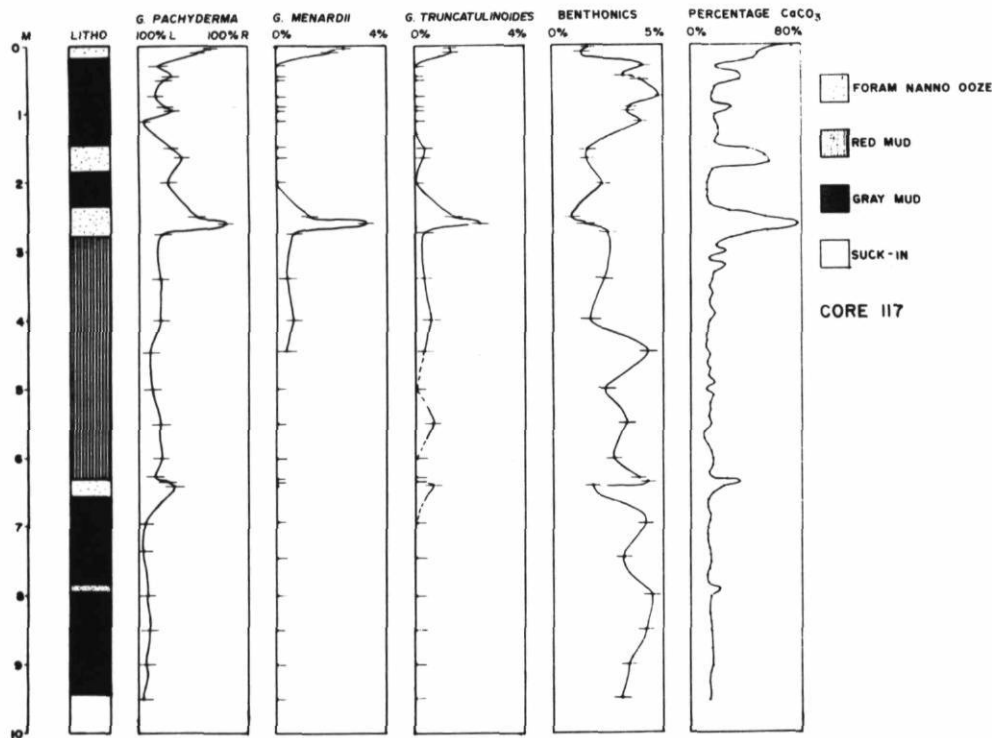 G. PACHYDERMA G. MENARDII G. TRUNCATULINOIDES BENTHONICS PERCENTAGE CaCO3
M LITHO 100% L 100% R 0% 4% 0% 4% 0% 5% 0% 80%
0
1
2
3
4
5
6
7
8
9
10
FORAM NANNO OOZE
RED MUD
GRAY MUD
SUCK-IN
CORE 117